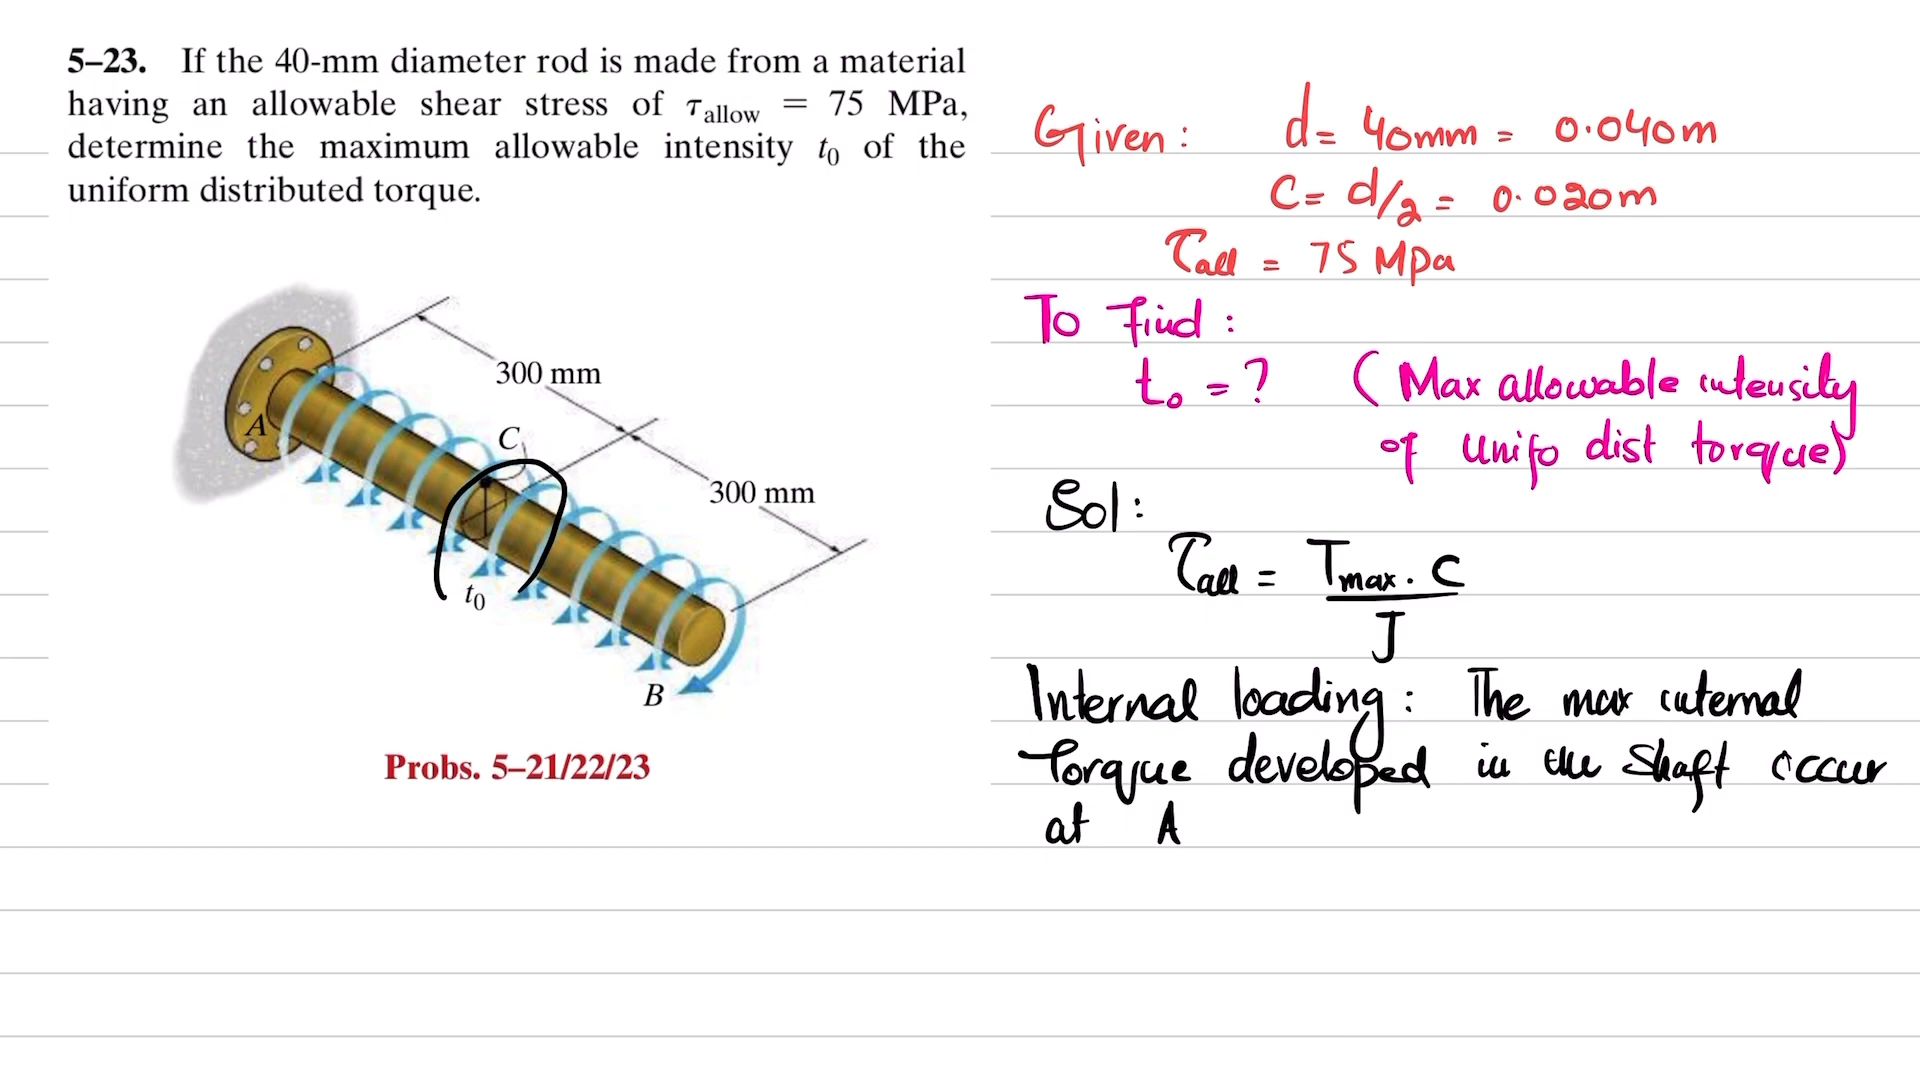 5–23. If the 40-mm diameter rod is made from a material
having an allowable shear stress of τallow = 75 MPa,
determine the maximum allowable intensity t0 of the
uniform distributed torque.
300 mm
A
C
300 mm
t0
B
Probs. 5–21/22/23
Given: d = 40mm = 0.040m
C = d/2 = 0.020m
τall = 75 MPa
To Find:
to = ? (Max allowable intensity
of unifo dist torque)
Sol:
τall = Tmax . C
J
Internal loading: The max internal
Torque developed in the shaft occur
at A